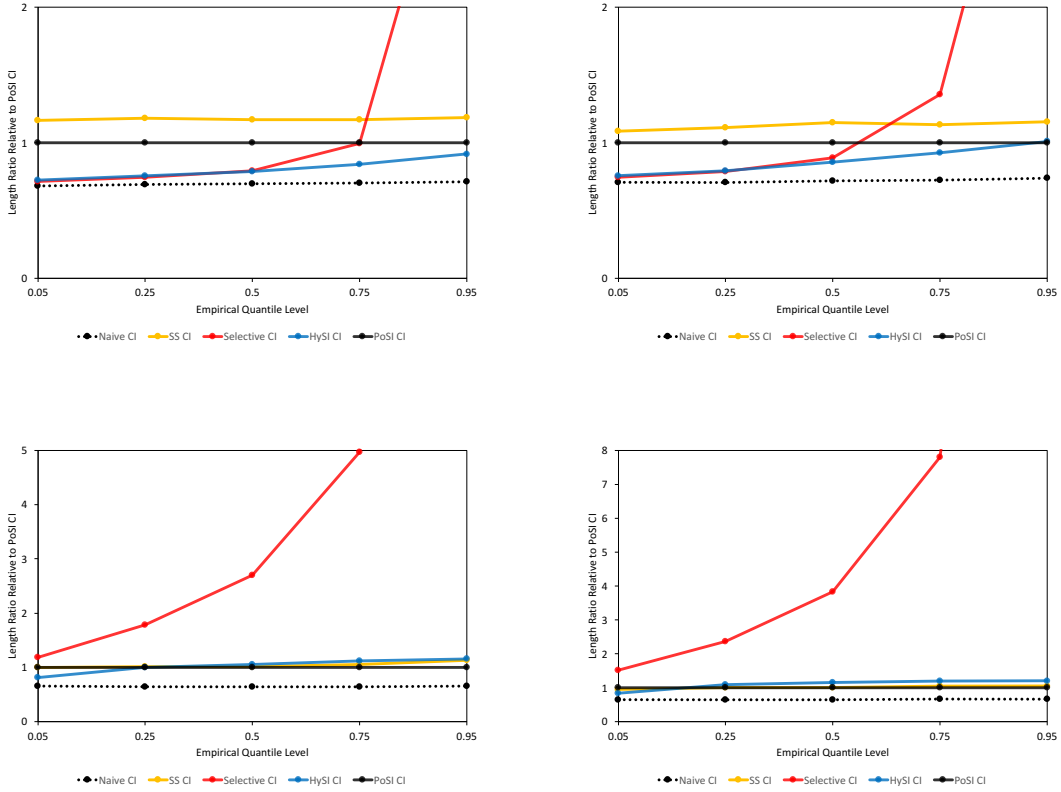 2
1
0
Length Ratio Relative to PoSI CI
0.05 0.25 0.5 0.75 0.95
Empirical Quantile Level
Naive CI SS CI Selective CI HySI CI PoSI CI
2
1
0
Length Ratio Relative to PoSI CI
0.05 0.25 0.5 0.75 0.95
Empirical Quantile Level
Naive CI SS CI Selective CI HySI CI PoSI CI
5
4
3
2
1
0
Length Ratio Relative to PoSI CI
0.05 0.25 0.5 0.75 0.95
Empirical Quantile Level
Naive CI SS CI Selective CI HySI CI PoSI CI
8
7
6
5
4
3
2
1
0
Length Ratio Relative to PoSI CI
0.05 0.25 0.5 0.75 0.95
Empirical Quantile Level
Naive CI SS CI Selective CI HySI CI PoSI CI